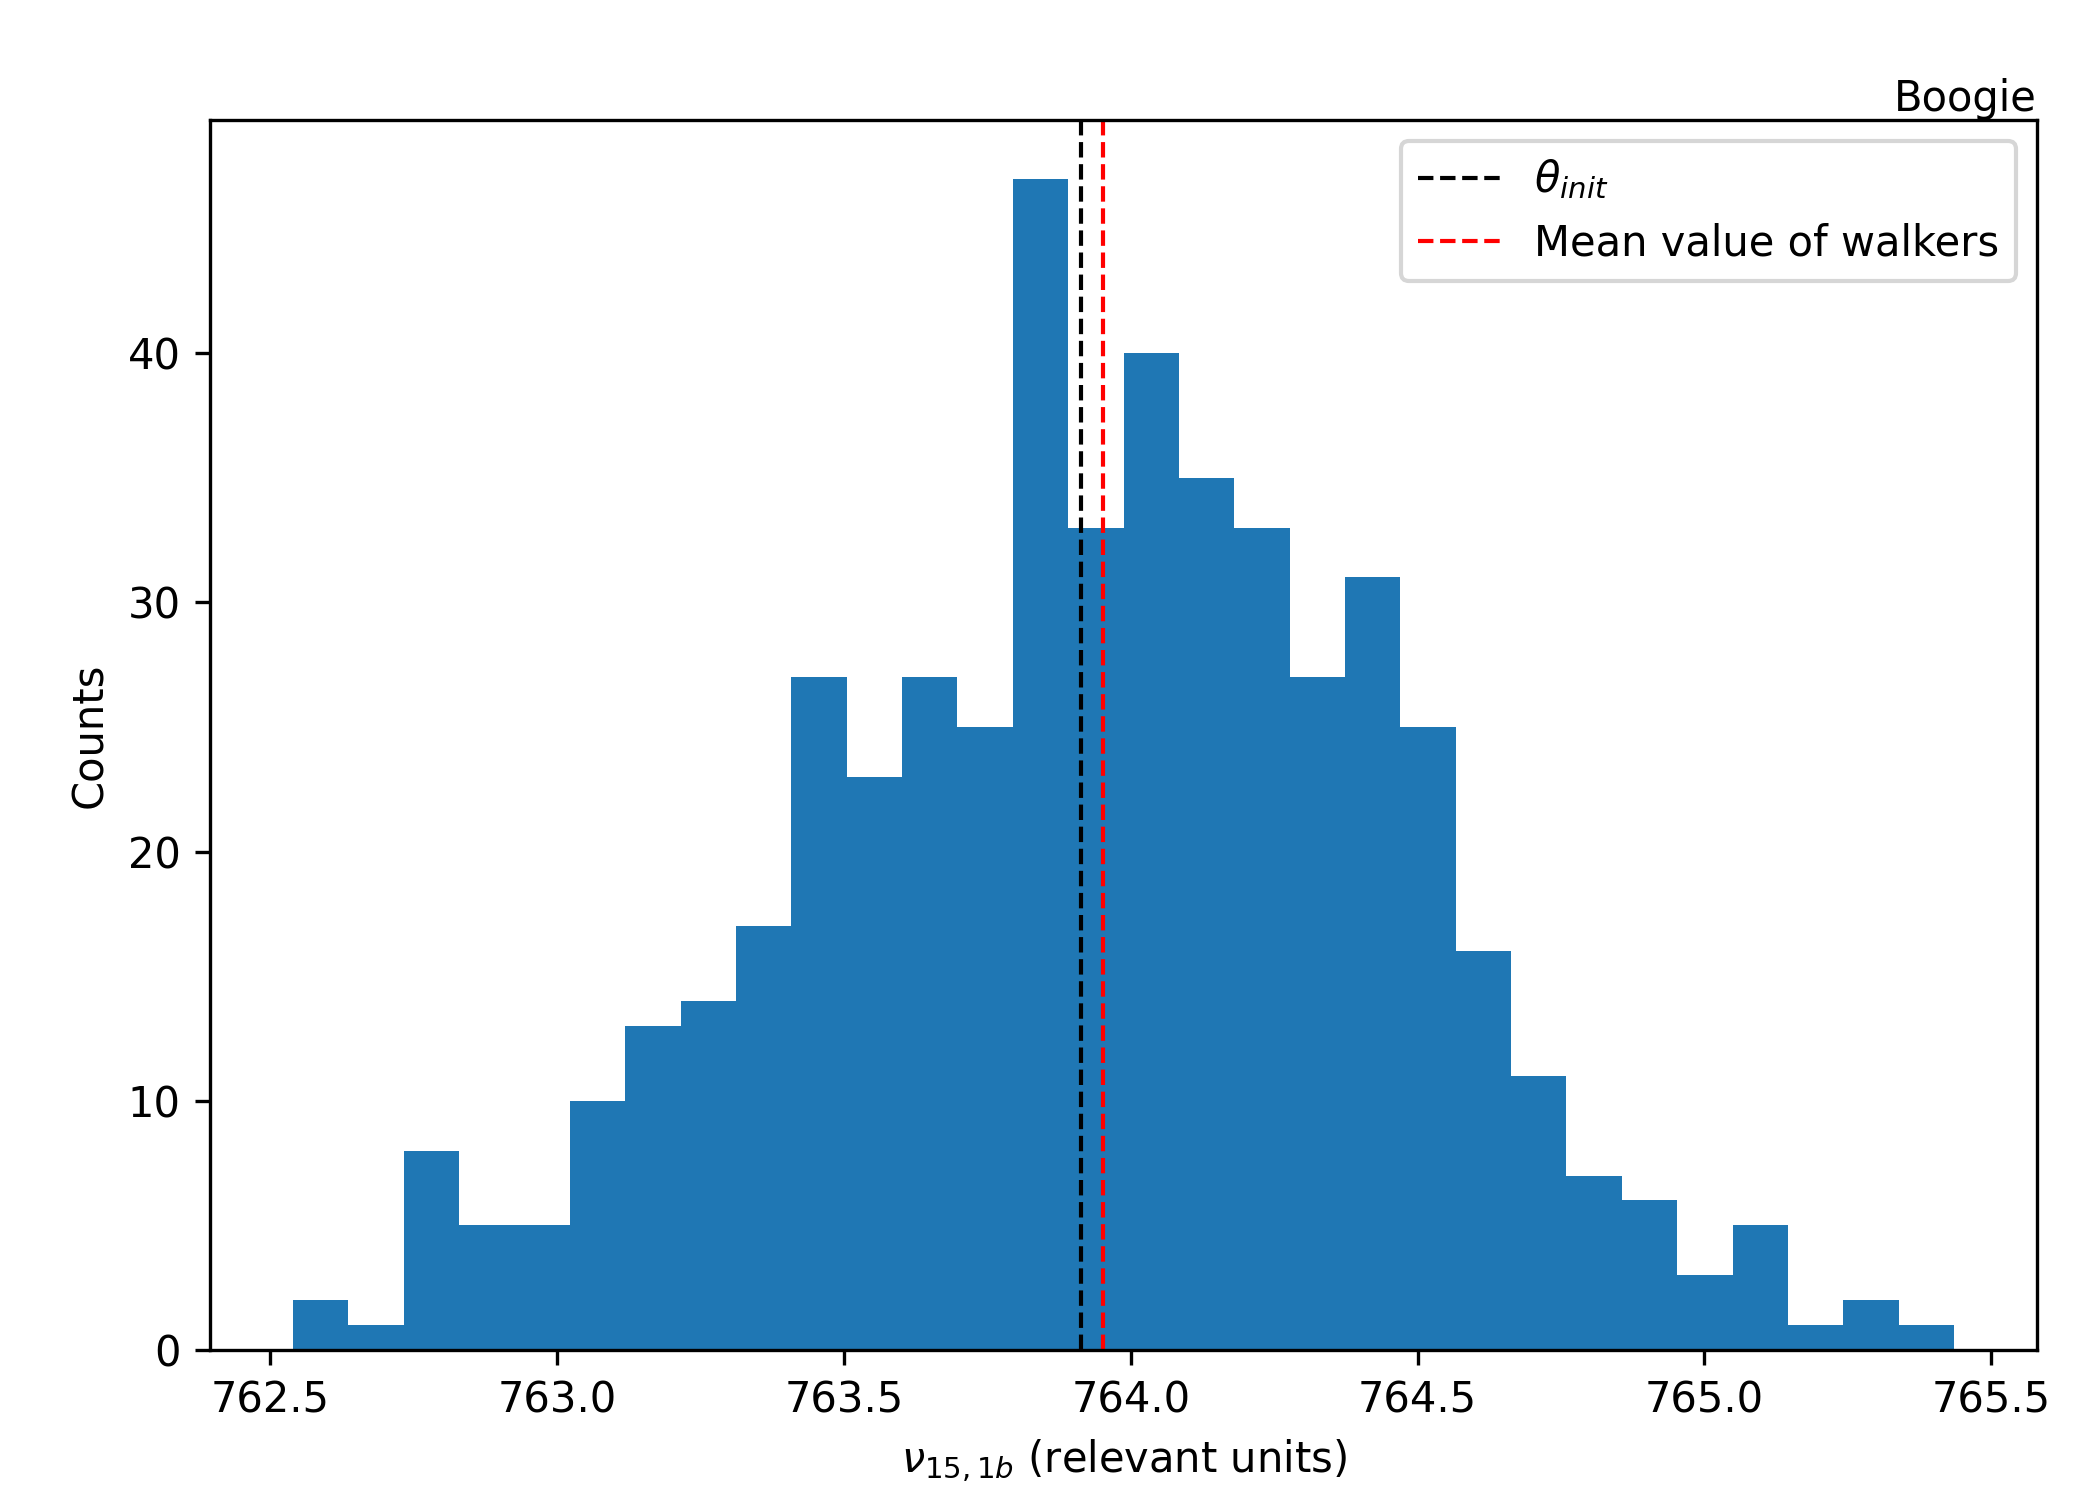 Boogie
θinit
Mean value of walkers
Counts
40
30
20
10
0
762.5 763.0 763.5 764.0 764.5 765.0 765.5
ν15,1b (relevant units)